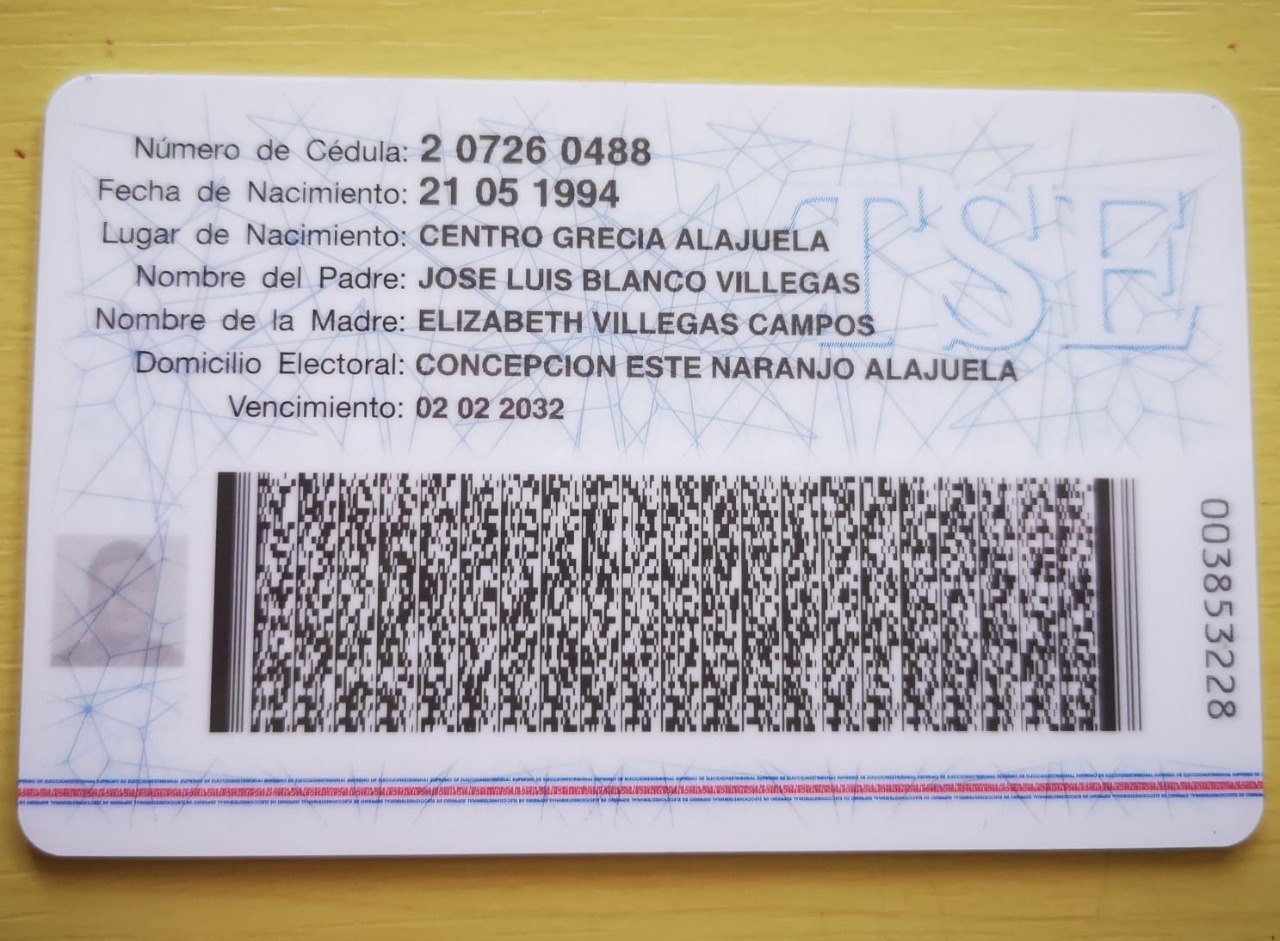 Número de Cédula: 2 0726 0488
Fecha de Nacimiento: 21 05 1994
Lugar de Nacimiento: CENTRO GRECIA ALAJUELA
Nombre del Padre: JOSE LUIS BLANCO VILLEGAS
Nombre de la Madre: ELIZABETH VILLEGAS CAMPOS
Domicilio Electoral: CONCEPCION ESTE NARANJO ALAJUELA
Vencimiento: 02 02 2032
TSE
003853228